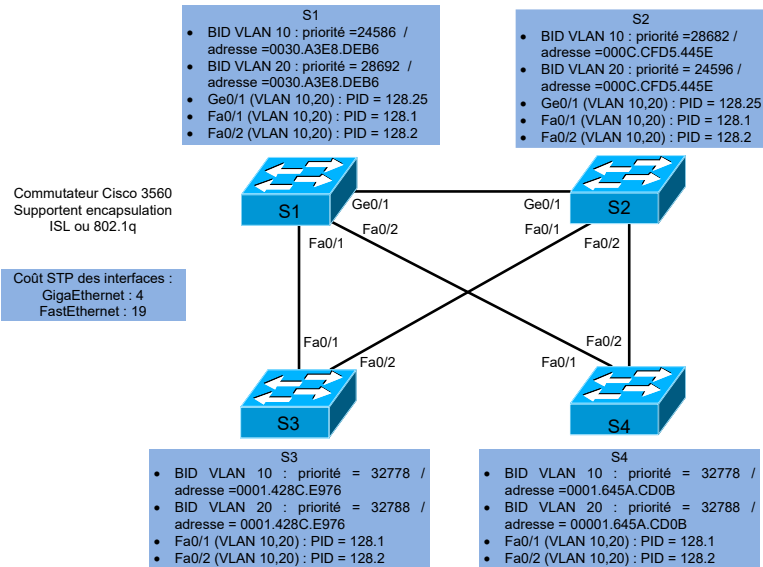 S1
• BID VLAN 10 : priorité =24586 /
adresse =0030.A3E8.DEB6
• BID VLAN 20 : priorité = 28692 /
adresse =0030.A3E8.DEB6
• Ge0/1 (VLAN 10,20) : PID = 128.25
• Fa0/1 (VLAN 10,20) : PID = 128.1
• Fa0/2 (VLAN 10,20) : PID = 128.2
S2
• BID VLAN 10 : priorité =28682 /
adresse =000C.CFD5.445E
• BID VLAN 20 : priorité = 24596 /
adresse =000C.CFD5.445E
• Ge0/1 (VLAN 10,20) : PID = 128.25
• Fa0/1 (VLAN 10,20) : PID = 128.1
• Fa0/2 (VLAN 10,20) : PID = 128.2
Commutateur Cisco 3560
Supportent encapsulation
ISL ou 802.1q
S1
Ge0/1
Fa0/2
Fa0/1
Ge0/1
Fa0/1
Fa0/2
S2
Coût STP des interfaces :
GigaEthernet : 4
FastEthernet : 19
Fa0/1
Fa0/2
S3
Fa0/2
Fa0/1
S4
S3
• BID VLAN 10 : priorité = 32778 /
adresse =0001.428C.E976
• BID VLAN 20 : priorité = 32788 /
adresse = 0001.428C.E976
• Fa0/1 (VLAN 10,20) : PID = 128.1
• Fa0/2 (VLAN 10,20) : PID = 128.2
S4
• BID VLAN 10 : priorité = 32778 /
adresse =0001.645A.CD0B
• BID VLAN 20 : priorité = 32788 /
adresse = 00001.645A.CD0B
• Fa0/1 (VLAN 10,20) : PID = 128.1
• Fa0/2 (VLAN 10,20) : PID = 128.2